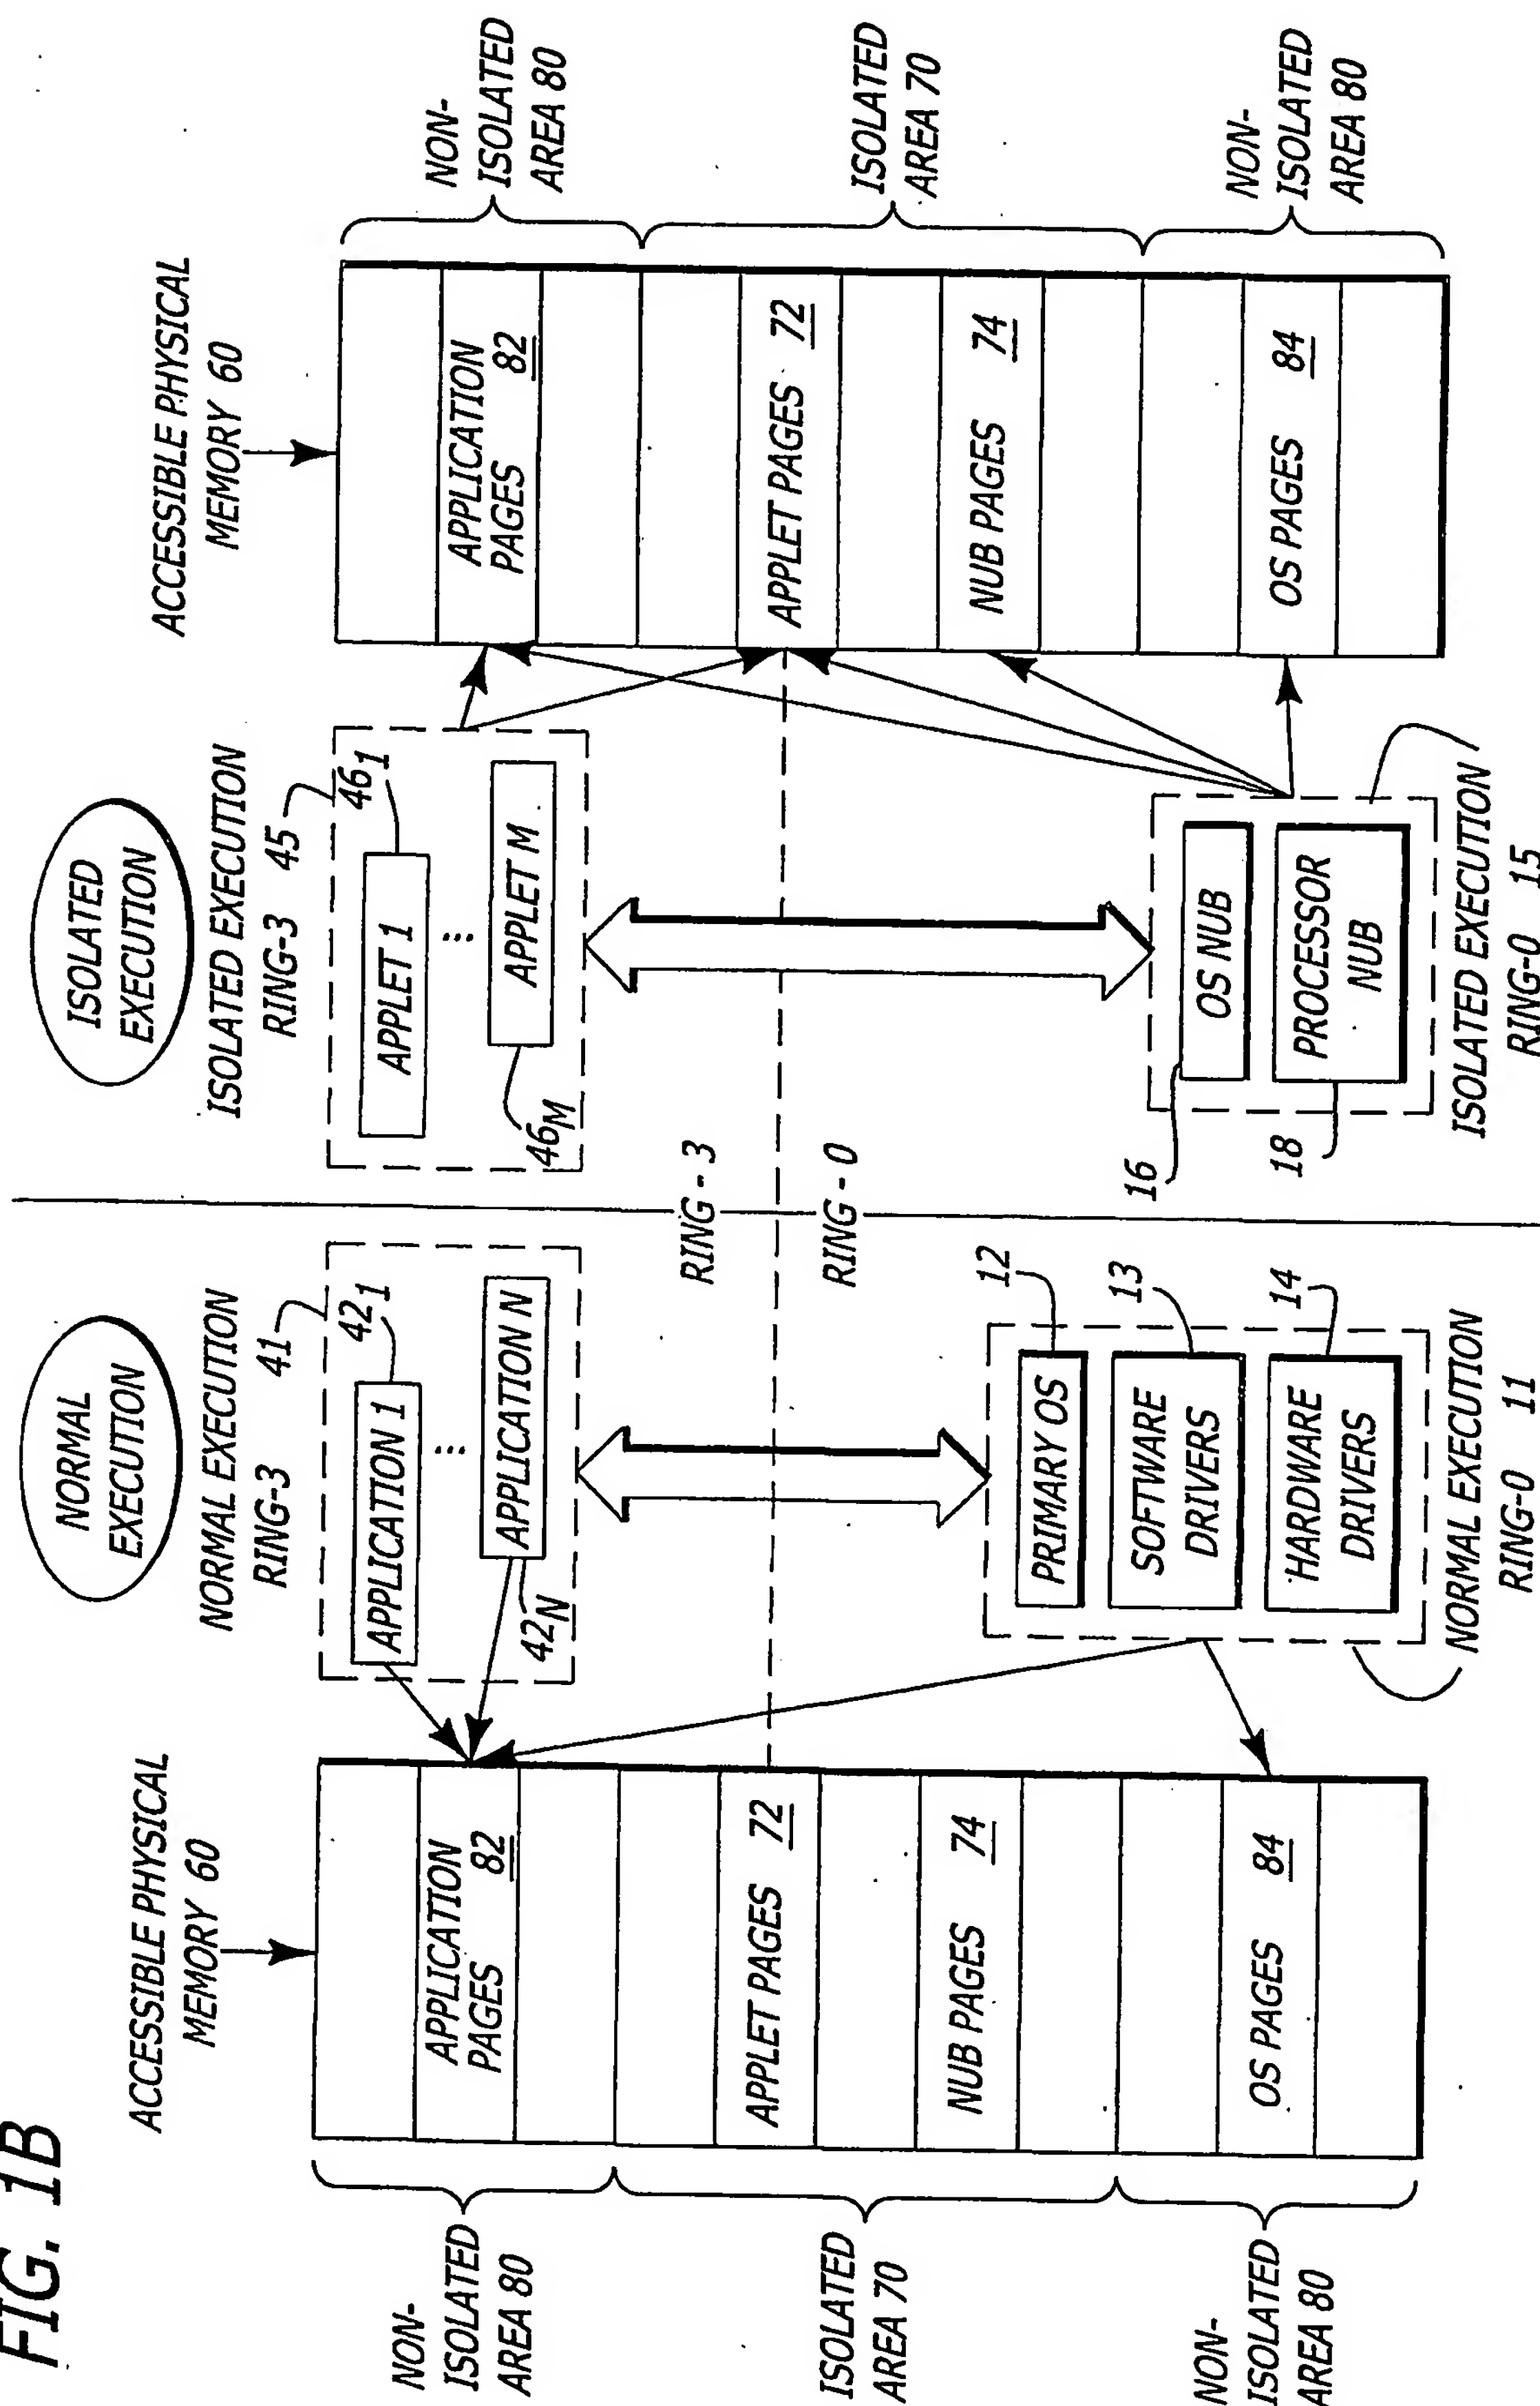 FIG. 1B
ACCESSIBLE PHYSICAL
MEMORY 60
NON-
ISOLATED
AREA 80
ISOLATED
AREA 70
NON-
ISOLATED
AREA 80
APPLICATION
PAGES 82
APPLET PAGES 72
NUB PAGES 74
OS PAGES 84
NORMAL
EXECUTION
NORMAL EXECUTION
RING-3 41
APPLICATION 1
42₁
...
APPLICATION N
42N
PRIMARY OS
12
SOFTWARE
DRIVERS
13
HARDWARE
DRIVERS
14
NORMAL EXECUTION
RING-0 11
RING - 3
RING - 0
ISOLATED
EXECUTION
ISOLATED EXECUTION
RING-3 45
APPLET 1
46₁
...
APPLET M
46M
OS NUB
16
PROCESSOR
NUB
18
ISOLATED EXECUTION
RING-0 15
ACCESSIBLE PHYSICAL
MEMORY 60
APPLICATION
PAGES 82
APPLET PAGES 72
NUB PAGES 74
OS PAGES 84
NON-
ISOLATED
AREA 80
ISOLATED
AREA 70
NON-
ISOLATED
AREA 80